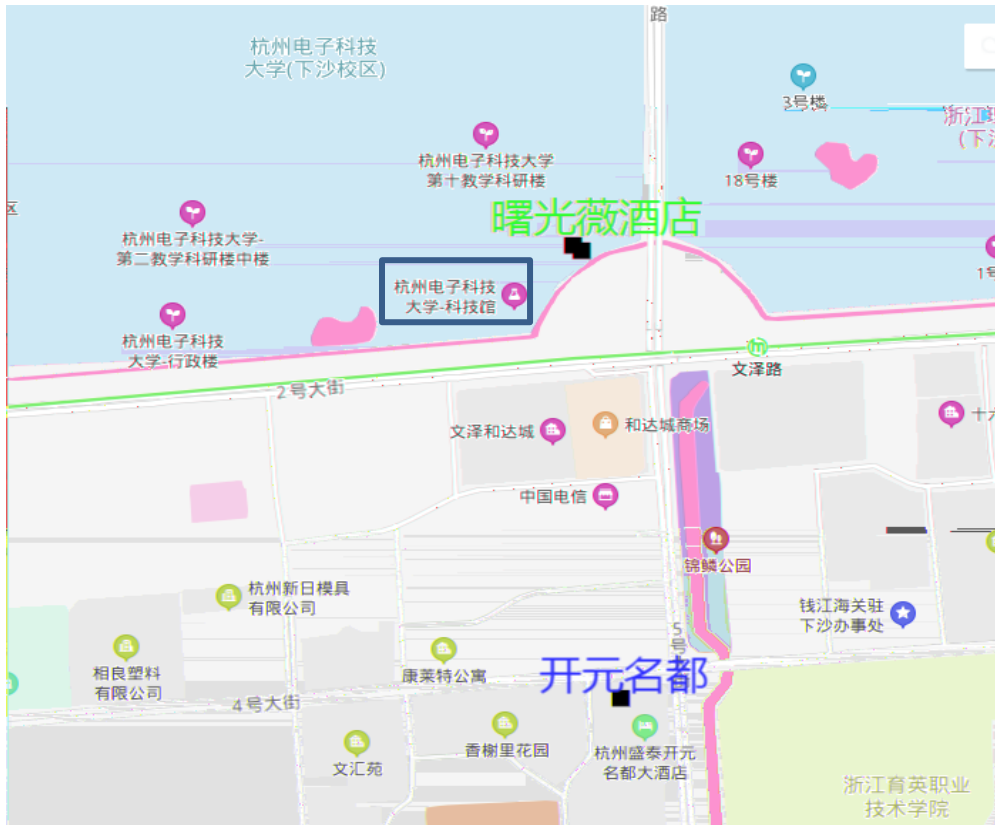 路
杭州电子科技
大学(下沙校区)
3号楼
(下
杭州电子科技大学
第十教学科研楼
18号楼
区
曙光薇酒店
杭州电子科技大学-
第二教学科研楼中楼
杭州电子科技
大学-科技馆
杭州电子科技
大学-行政楼
文泽路
2号大街
文泽和达城
和达城商场
中国电信
锦鳞公园
杭州新日模具
有限公司
钱江海关驻
下沙办事处
5号
相良塑料
有限公司
康莱特公寓
开元名都
4号大街
文汇苑
香榭里花园
杭州盛泰开元
名都大酒店
浙江育英职业
技术学院